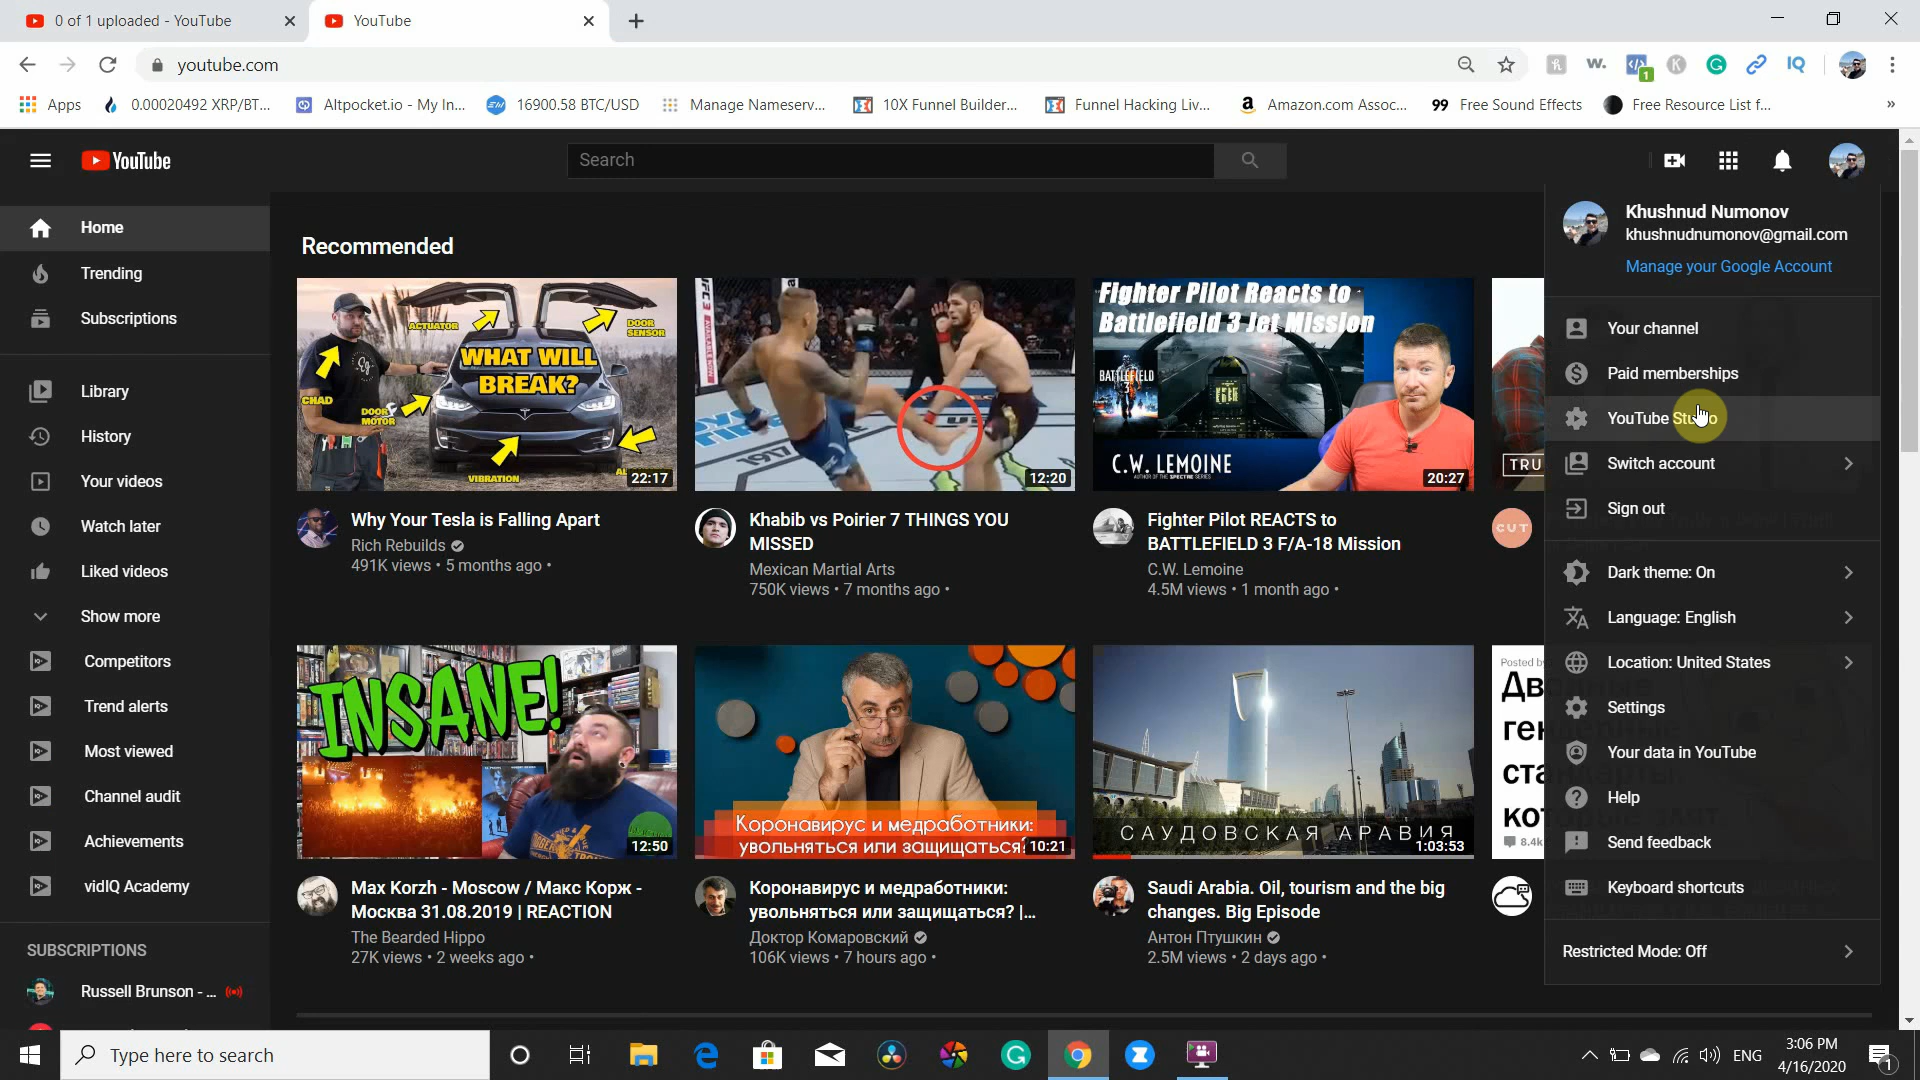 0 of 1 uploaded - YouTube
YouTube
youtube.com
Apps
0.00020492 XRP/BT...
Altpocket.io - My In...
16900.58 BTC/USD
Manage Nameserv...
10X Funnel Builder...
Funnel Hacking Liv...
Amazon.com Assoc...
Free Sound Effects
Free Resource List f...
YouTube
Search
Home
Trending
Subscriptions
Library
History
Your videos
Watch later
Liked videos
Show more
Competitors
Trend alerts
Most viewed
Channel audit
Achievements
vidIQ Academy
SUBSCRIPTIONS
Russell Brunson - ...
Recommended
ACTUATOR
DOOR
SENSOR
WHAT WILL
BREAK?
CHAD
DOOR
MOTOR
VIBRATION
22:17
Why Your Tesla is Falling Apart
Rich Rebuilds
491K views • 5 months ago •
12:20
Khabib vs Poirier 7 THINGS YOU
MISSED
Mexican Martial Arts
750K views • 7 months ago •
Fighter Pilot Reacts to
Battlefield 3 Jet Mission
BATTLEFIELD
C.W. LEMOINE
20:27
Fighter Pilot REACTS to
BATTLEFIELD 3 F/A-18 Mission
C.W. Lemoine
4.5M views • 1 month ago •
TRU
CUT
INSANE!
12:50
Max Korzh - Moscow / Макс Корж -
Москва 31.08.2019 | REACTION
The Bearded Hippo
27K views • 2 weeks ago •
Коронавирус и медработники:
увольняться или защищаться?
10:21
Коронавирус и медработники:
увольняться или защищаться? |...
Доктор Комаровский
106K views • 7 hours ago •
САУДОВСКАЯ АРАВИЯ
1:03:53
Saudi Arabia. Oil, tourism and the big
changes. Big Episode
Антон Птушкин
2.5M views • 2 days ago •
Posted by
8.4k
Khushnud Numonov
khushnudnumonov@gmail.com
Manage your Google Account
Your channel
Paid memberships
YouTube Studio
Switch account
Sign out
Dark theme: On
Language: English
Location: United States
Settings
Your data in YouTube
Help
Send feedback
Keyboard shortcuts
Restricted Mode: Off
Type here to search
ENG
3:06 PM
4/16/2020
1